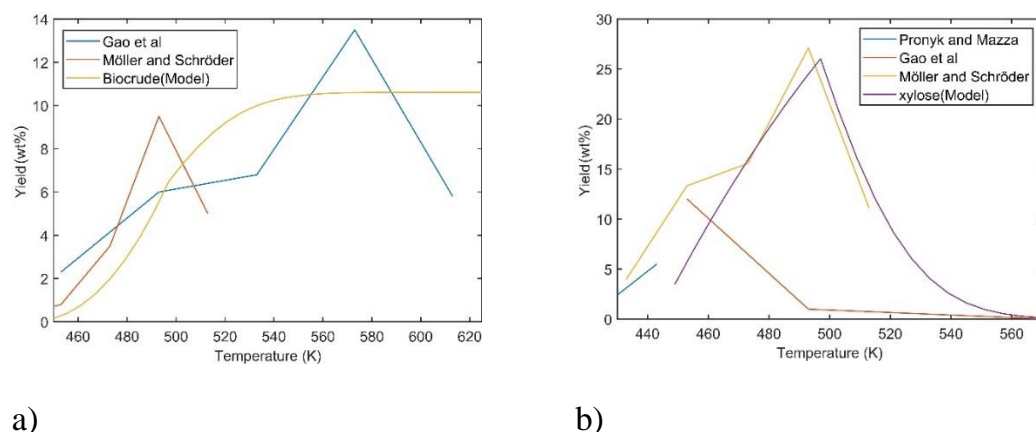 14
12
10
8
6
4
2
0
Yield (wt%)
Gao et al
Möller and Schröder
Biocrude(Model)
460 480 500 520 540 560 580 600 620
Temperature (K)
30
25
20
15
10
5
0
Yield (wt%)
Pronyk and Mazza
Gao et al
Möller and Schröder
xylose(Model)
440 460 480 500 520 540 560
Temperature (K)
a)
b)